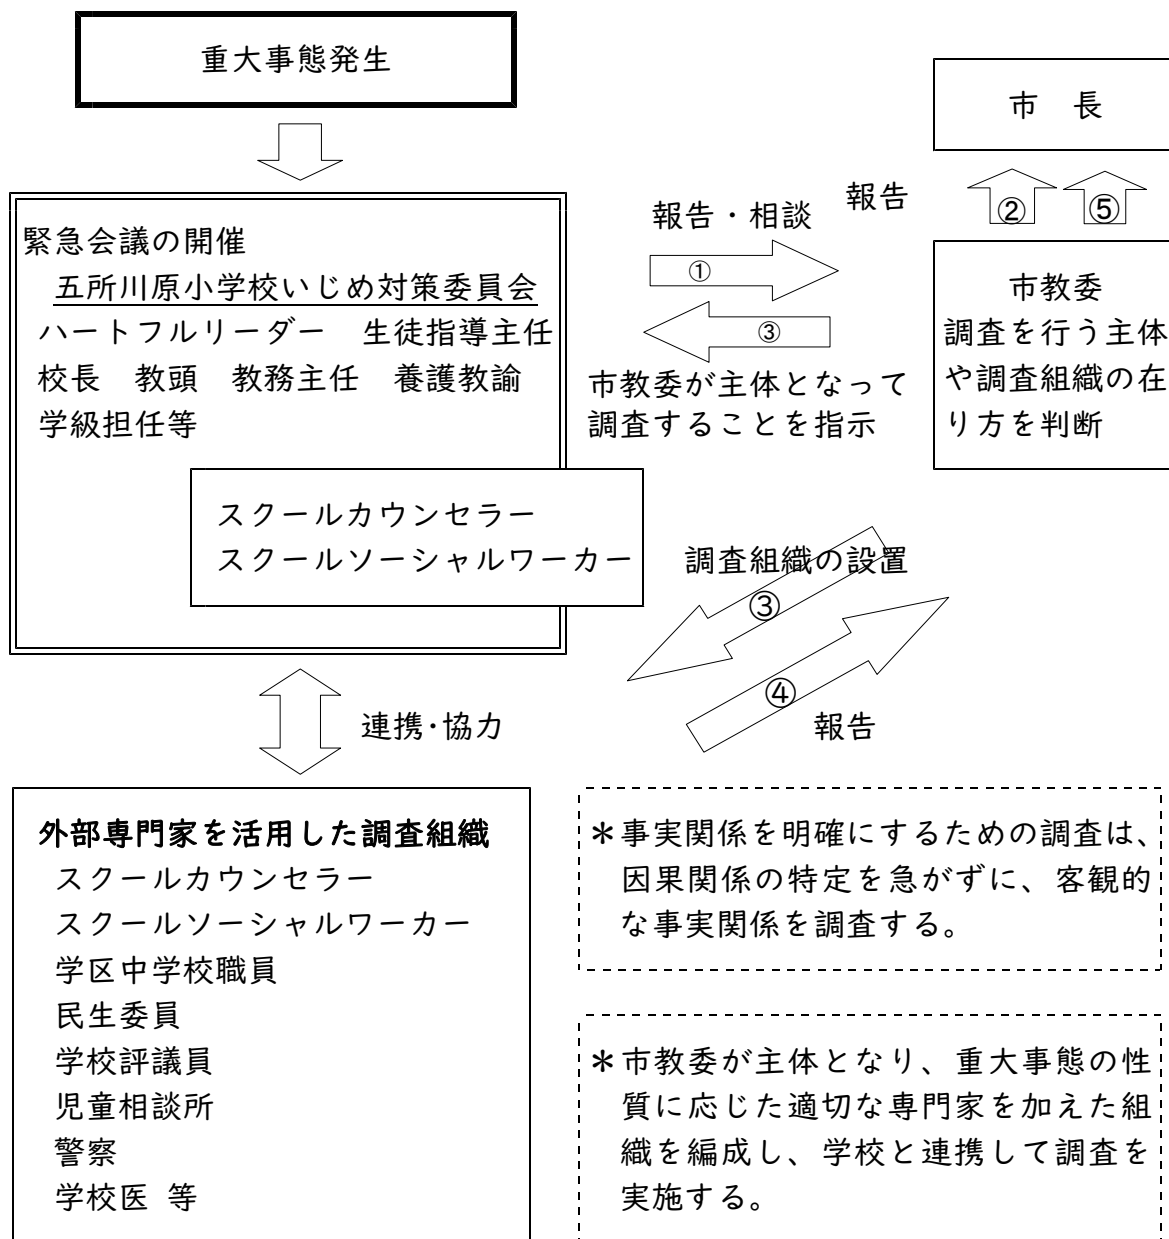 重大事態発生
市　長
報告
②
⑤
緊急会議の開催
五所川原小学校いじめ対策委員会
ハートフルリーダー　生徒指導主任
校長　教頭　教務主任　養護教諭
学級担任等
スクールカウンセラー
スクールソーシャルワーカー
報告・相談
①
③
市教委が主体となって
調査することを指示
市教委
調査を行う主体
や調査組織の在
り方を判断
調査組織の設置
③
④
報告
連携・協力
外部専門家を活用した調査組織
スクールカウンセラー
スクールソーシャルワーカー
学区中学校職員
民生委員
学校評議員
児童相談所
警察
学校医 等
＊事実関係を明確にするための調査は、
因果関係の特定を急がずに、客観的
な事実関係を調査する。
＊市教委が主体となり、重大事態の性
質に応じた適切な専門家を加えた組
織を編成し、学校と連携して調査を
実施する。